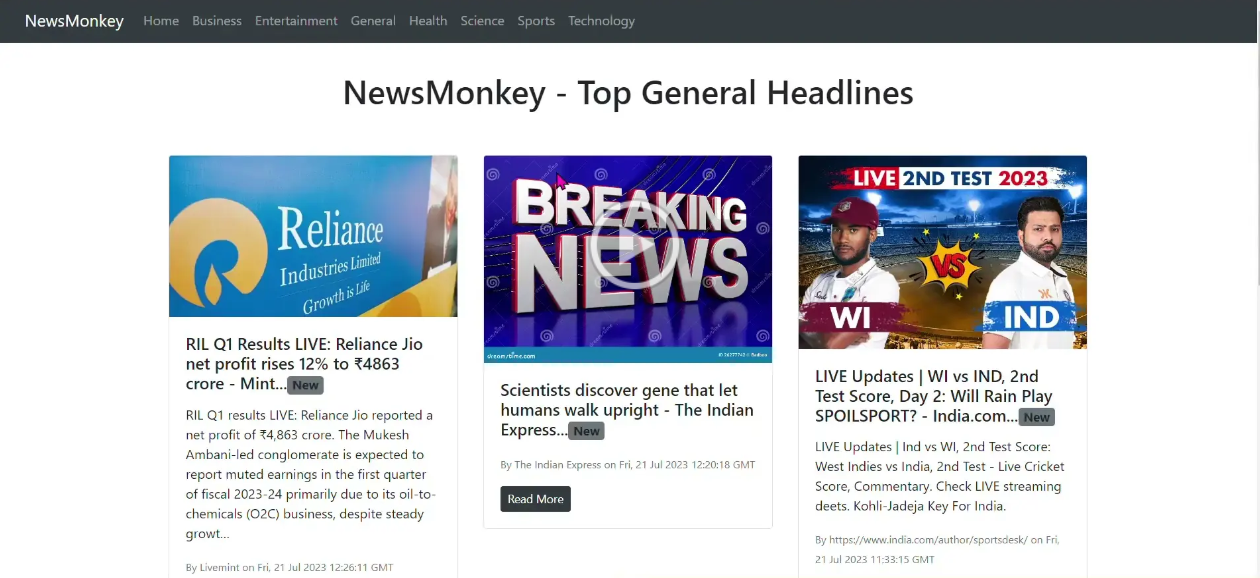 NewsMonkey Home Business Entertainment General Health Science Sports Technology
NewsMonkey - Top General Headlines
Reliance
Industries Limited
Growth is Life
RIL Q1 Results LIVE: Reliance Jio
net profit rises 12% to ₹4863
crore - Mint...New
RIL Q1 results LIVE: Reliance Jio reported a
net profit of ₹4,863 crore. The Mukesh
Ambani-led conglomerate is expected to
report muted earnings in the first quarter
of fiscal 2023-24 primarily due to its oil-to-
chemicals (O2C) business, despite steady
growt...
By Livemint on Fri, 21 Jul 2023 12:26:11 GMT
BREAKING
NEWS
dreamstime.com
Scientists discover gene that let
humans walk upright - The Indian
Express...New
By The Indian Express on Fri, 21 Jul 2023 12:20:18 GMT
Read More
LIVE 2ND TEST 2023
VS
WI
IND
LIVE Updates | WI vs IND, 2nd
Test Score, Day 2: Will Rain Play
SPOILSPORT? - India.com...New
LIVE Updates | Ind vs WI, 2nd Test Score:
West Indies vs India, 2nd Test - Live Cricket
Score, Commentary. Check LIVE streaming
deets. Kohli-Jadeja Key For India.
By https://www.india.com/author/sportsdesk/ on Fri,
21 Jul 2023 11:33:15 GMT